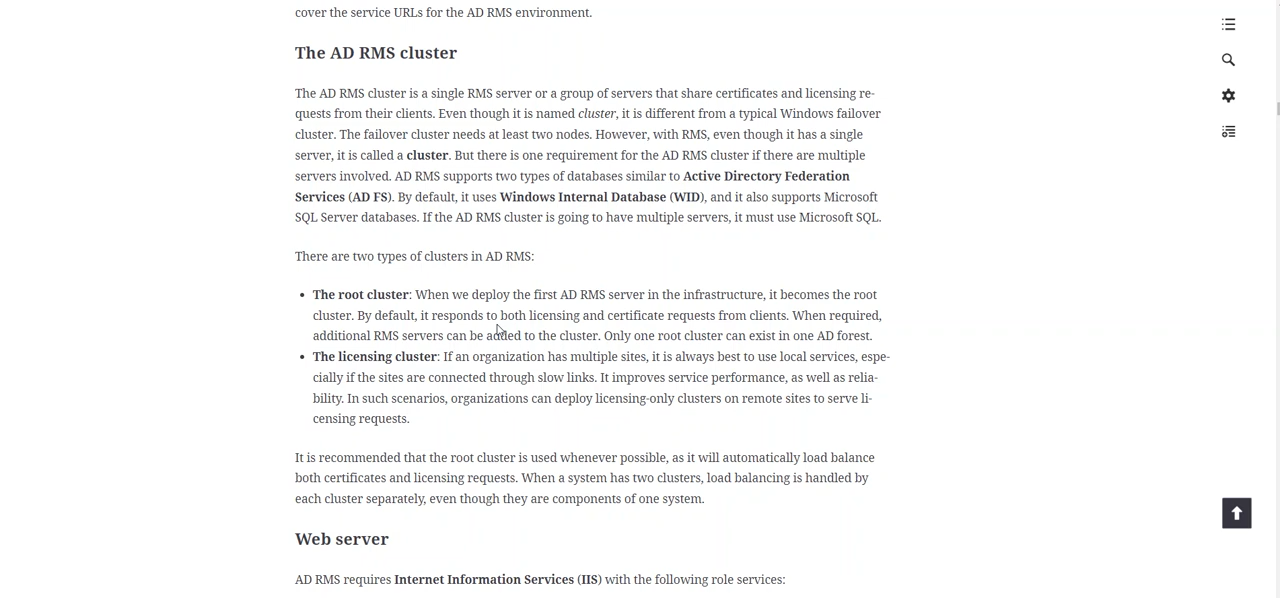 cover the service URLs for the AD RMS environment.
The AD RMS cluster
The AD RMS cluster is a single RMS server or a group of servers that share certificates and licensing re-
quests from their clients. Even though it is named cluster, it is different from a typical Windows failover
cluster. The failover cluster needs at least two nodes. However, with RMS, even though it has a single
server, it is called a cluster. But there is one requirement for the AD RMS cluster if there are multiple
servers involved. AD RMS supports two types of databases similar to Active Directory Federation
Services (AD FS). By default, it uses Windows Internal Database (WID), and it also supports Microsoft
SQL Server databases. If the AD RMS cluster is going to have multiple servers, it must use Microsoft SQL.
There are two types of clusters in AD RMS:
• The root cluster: When we deploy the first AD RMS server in the infrastructure, it becomes the root
cluster. By default, it responds to both licensing and certificate requests from clients. When required,
additional RMS servers can be added to the cluster. Only one root cluster can exist in one AD forest.
• The licensing cluster: If an organization has multiple sites, it is always best to use local services, espe-
cially if the sites are connected through slow links. It improves service performance, as well as relia-
bility. In such scenarios, organizations can deploy licensing-only clusters on remote sites to serve li-
censing requests.
It is recommended that the root cluster is used whenever possible, as it will automatically load balance
both certificates and licensing requests. When a system has two clusters, load balancing is handled by
each cluster separately, even though they are components of one system.
Web server
AD RMS requires Internet Information Services (IIS) with the following role services: